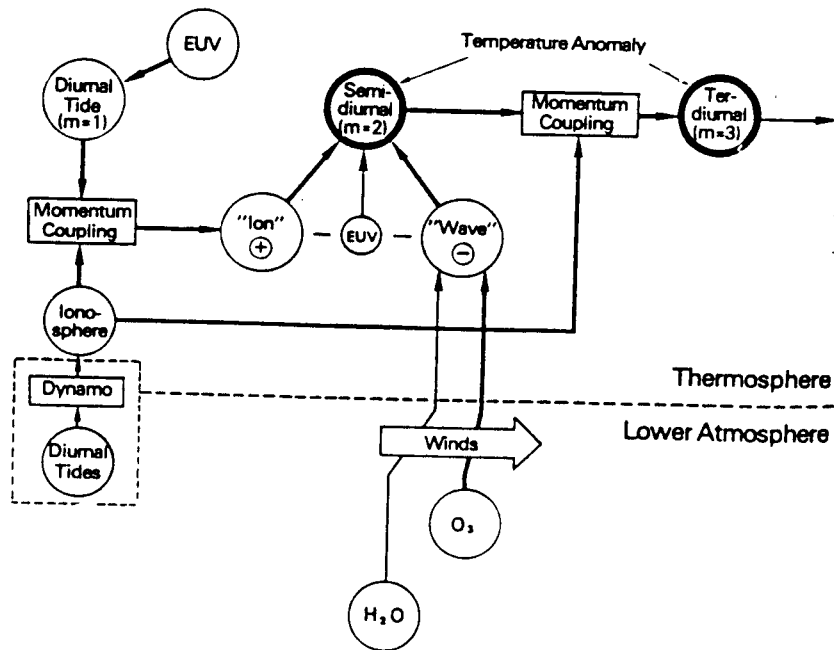 EUV
Temperature Anomaly
Diurnal
Tide
(m=1)
Semi-
diurnal
(m=2)
Momentum
Coupling
Ter-
diurnal
(m=3)
Momentum
Coupling
"Ion"
+
EUV
"Wave"
−
Iono-
sphere
Thermosphere
Dynamo
Lower Atmosphere
Winds
Diurnal
Tides
O₃
H₂O